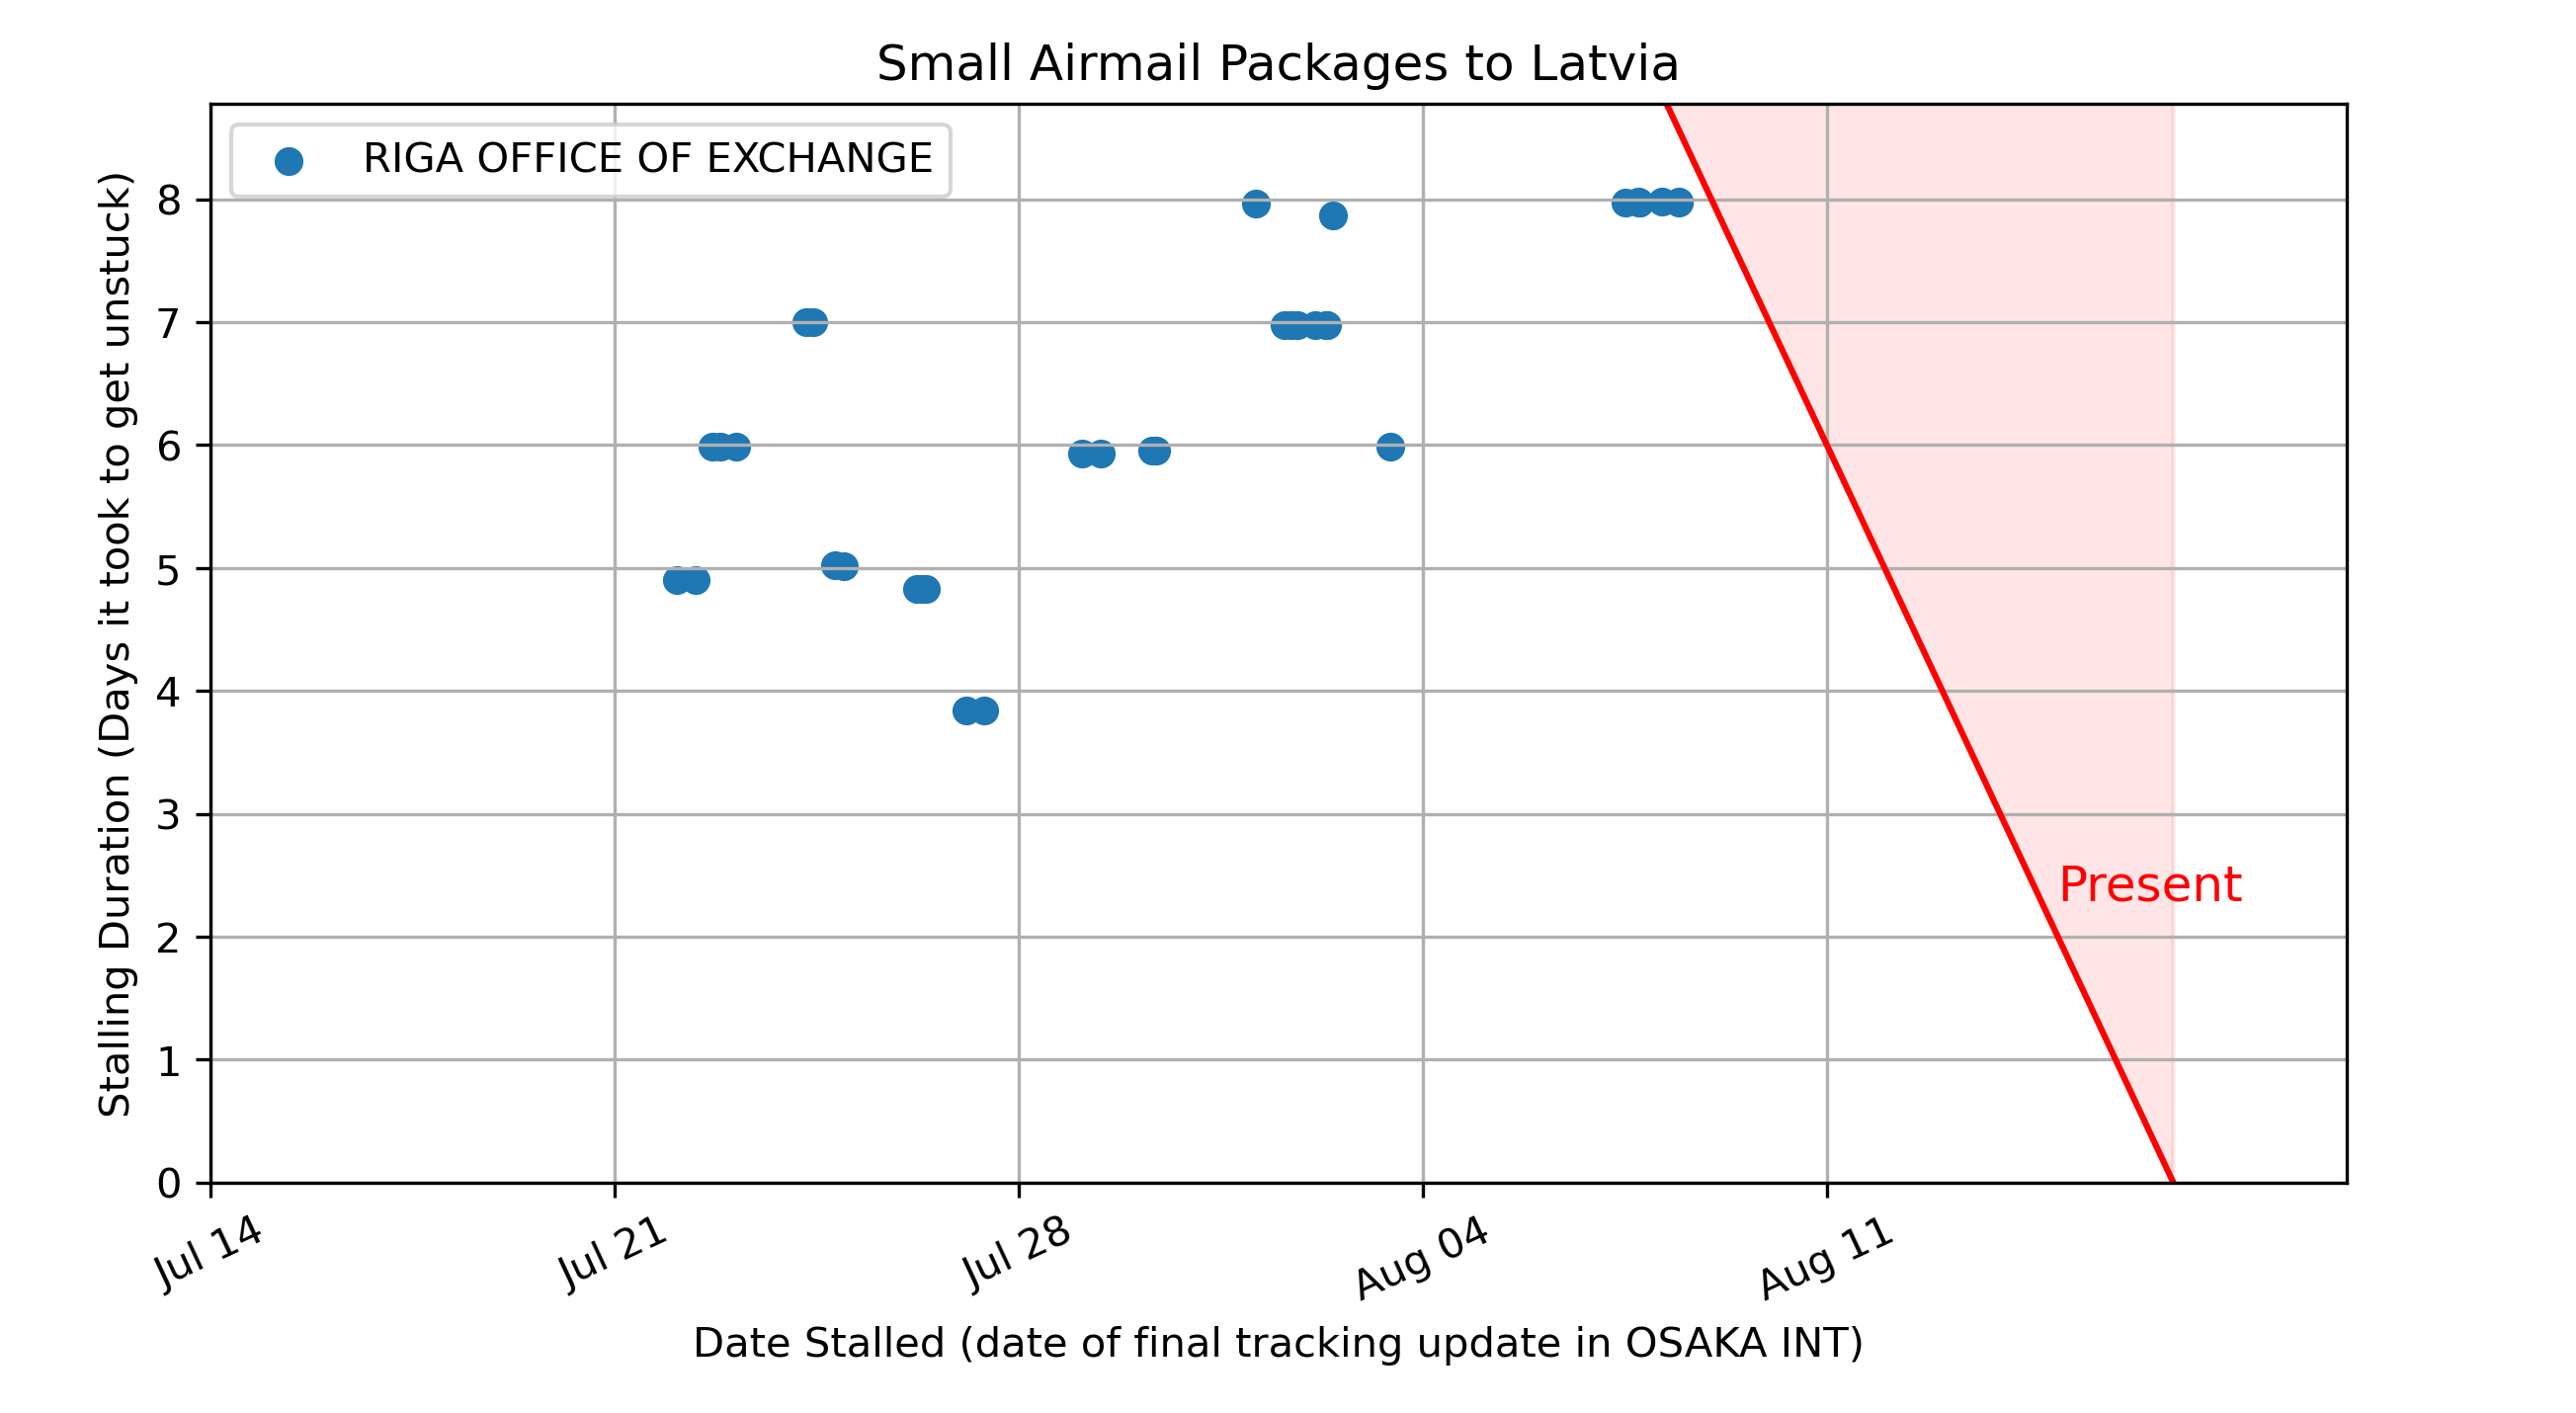 Small Airmail Packages to Latvia
RIGA OFFICE OF EXCHANGE
Stalling Duration (Days it took to get unstuck)
8
7
6
5
4
3
2
1
0
Present
Jul 14
Jul 21
Jul 28
Aug 04
Aug 11
Date Stalled (date of final tracking update in OSAKA INT)